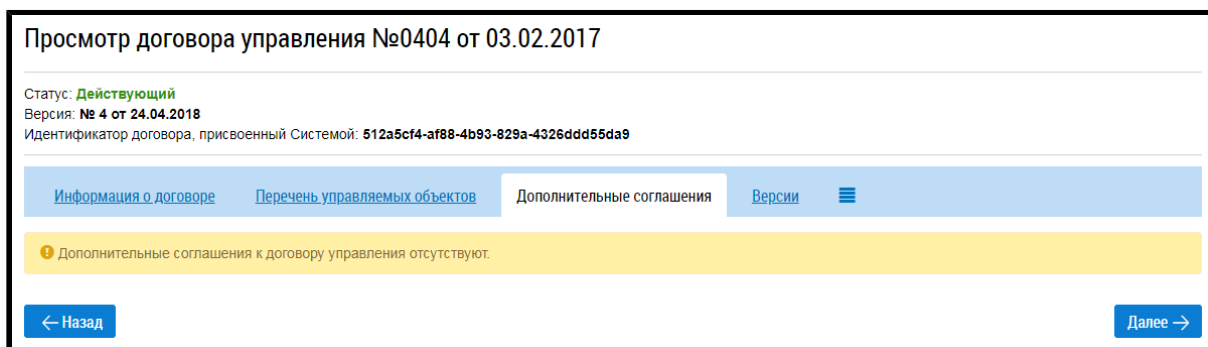 Просмотр договора управления №0404 от 03.02.2017
Статус: Действующий
Версия: № 4 от 24.04.2018
Идентификатор договора, присвоенный Системой: 512a5cf4-af88-4b93-829a-4326ddd55da9
Информация о договоре Перечень управляемых объектов Дополнительные соглашения Версии
Дополнительные соглашения к договору управления отсутствуют.
← Назад Далее →